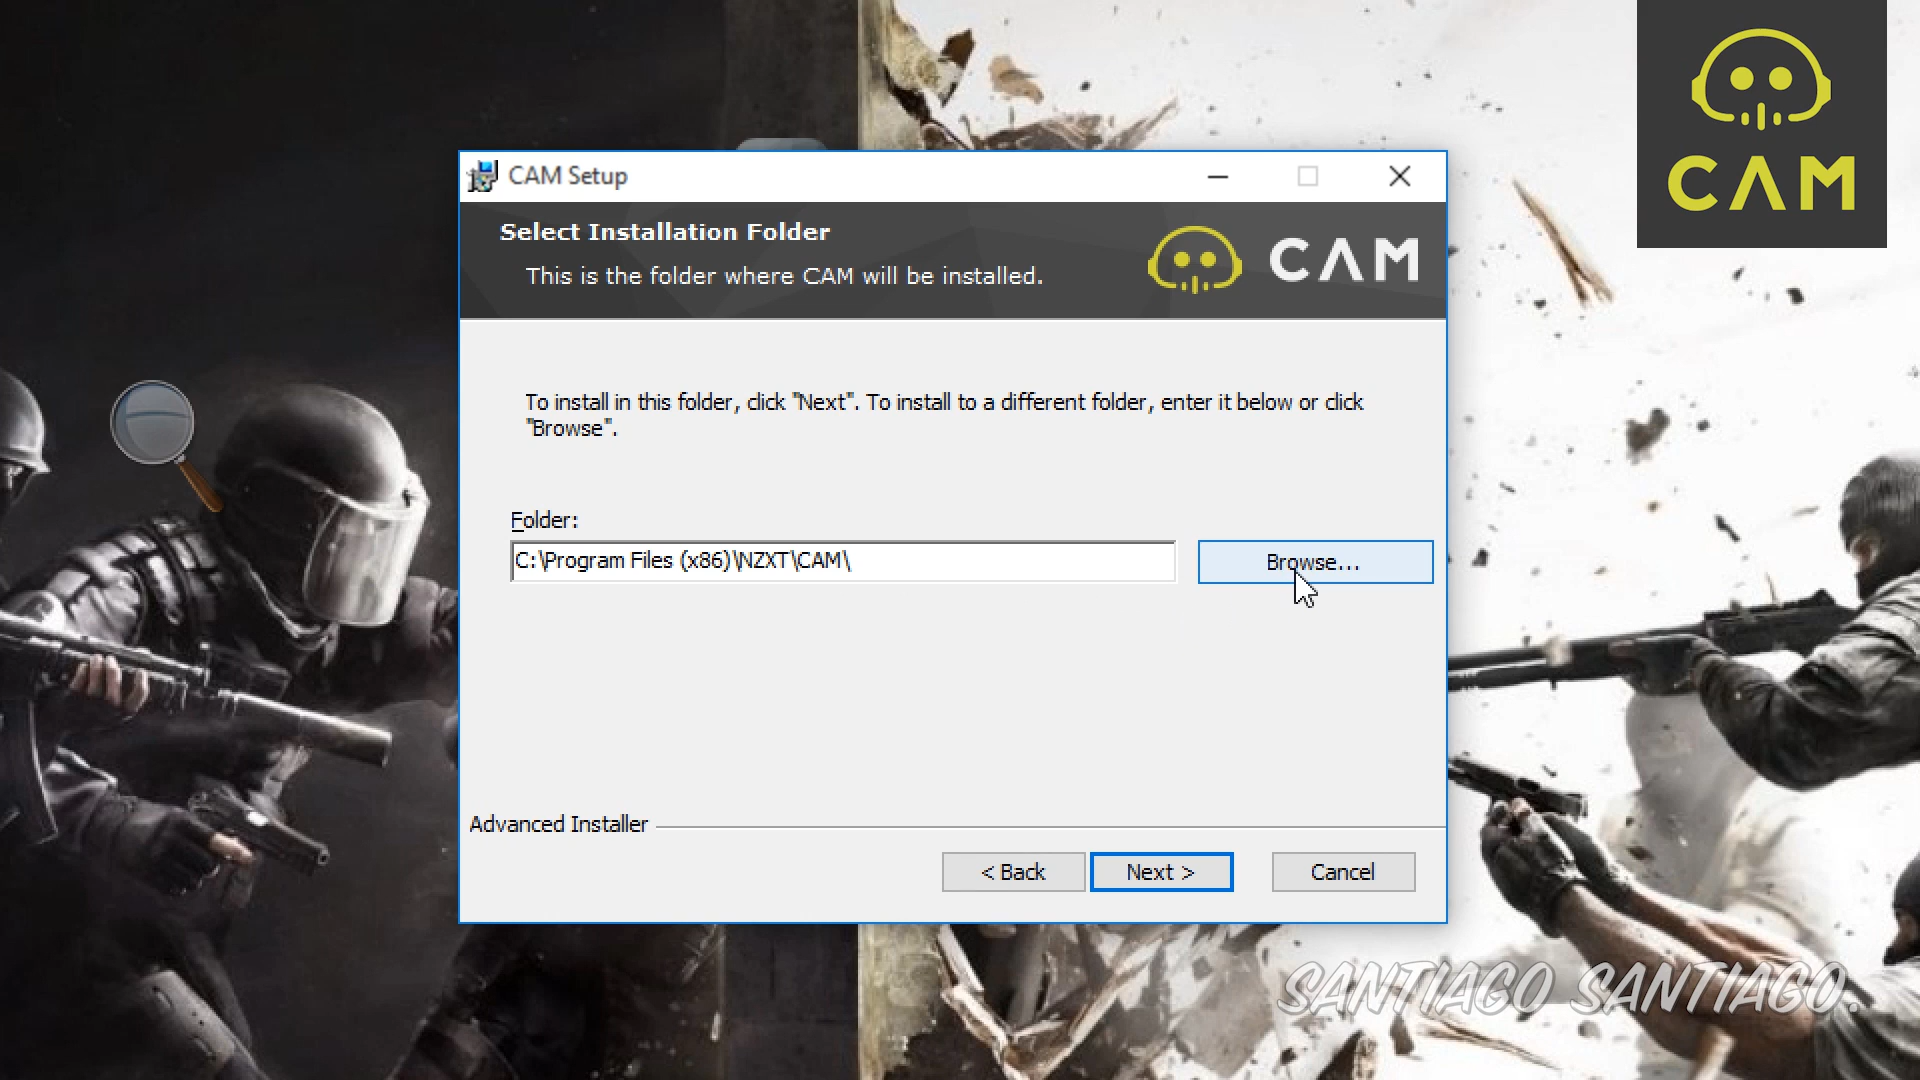 CAM
CAM Setup
Select Installation Folder
This is the folder where CAM will be installed.
CAM
To install in this folder, click "Next". To install to a different folder, enter it below or click
"Browse".
Folder:
C:\Program Files (x86)\NZXT\CAM\
Browse...
Advanced Installer
< Back
Next >
Cancel
SANTIAGO SANTIAGO.